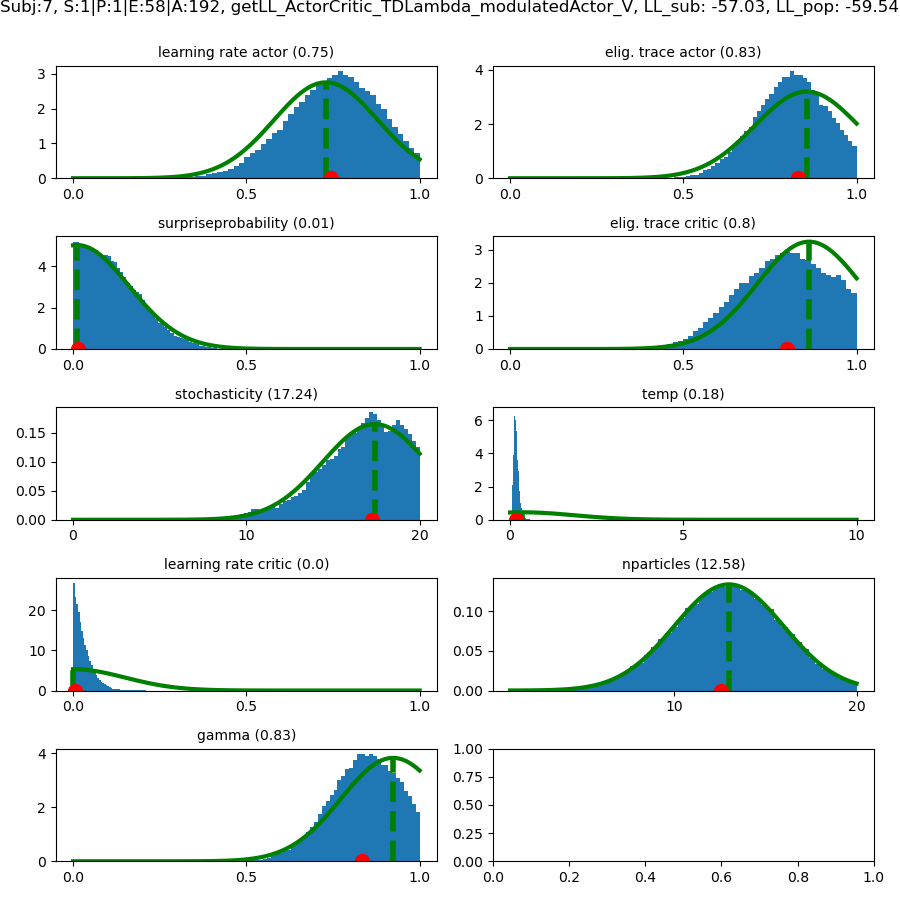 Subj:7, S:1|P:1|E:58|A:192, getLL_ActorCritic_TDLambda_modulatedActor_V, LL_sub: -57.03, LL_pop: -59.54
learning rate actor (0.75)
3
2
1
0
0.0 0.5 1.0
elig. trace actor (0.83)
4
2
0
0.0 0.5 1.0
surpriseprobability (0.01)
4
2
0
0.0 0.5 1.0
elig. trace critic (0.8)
3
2
1
0
0.0 0.5 1.0
stochasticity (17.24)
0.15
0.10
0.05
0.00
0 10 20
temp (0.18)
6
4
2
0
0 5 10
learning rate critic (0.0)
20
10
0
0.0 0.5 1.0
nparticles (12.58)
0.10
0.05
0.00
10 20
gamma (0.83)
4
2
0
0.0 0.5 1.0
1.00
0.75
0.50
0.25
0.00
0.0 0.2 0.4 0.6 0.8 1.0